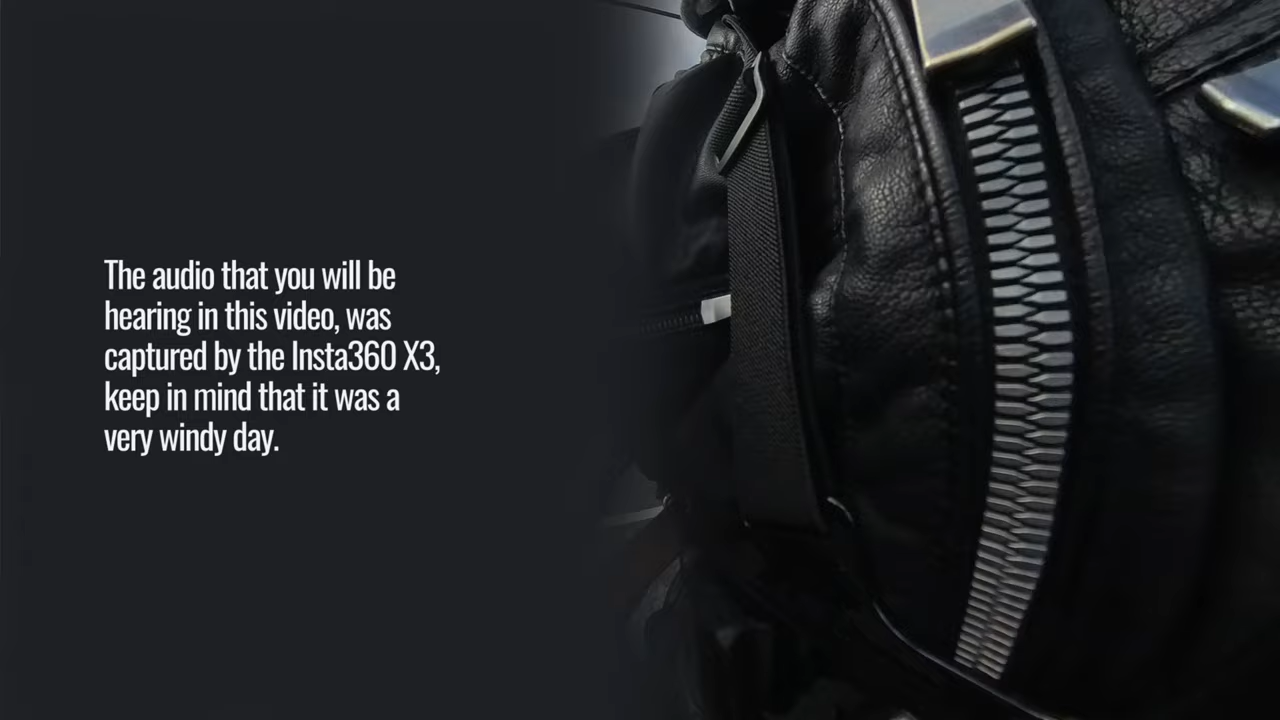 The audio that you will be
hearing in this video, was
captured by the Insta360 X3,
keep in mind that it was a
very windy day.